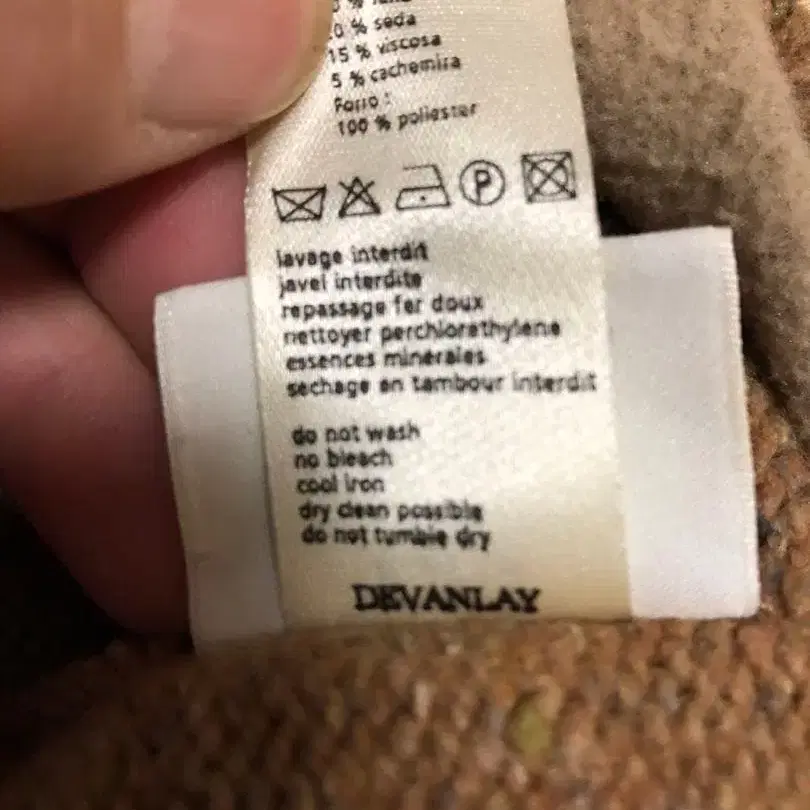 % seda
15 % viscosa
5 % cachemira
Forro :
100 % poliester
P
lavage interdit
javel interdite
repassage fer doux
nettoyer perchlorethylene
essences minerales
sechage en tambour interdit
do not wash
no bleach
cool iron
dry clean possible
do not tumble dry
DEVANLAY